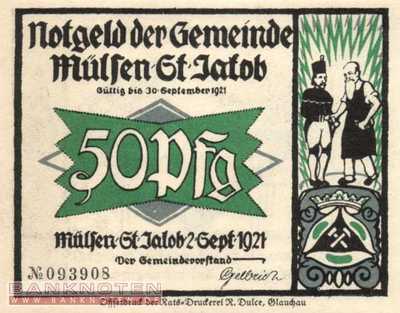 Notgeld der Gemeinde
Mülsen-St-Jakob
Gültig bis 30-September 1921
50 Pfg
Mülsen-St-Jalob 2-Sept-1921
Der Gemeindevorstand
№ 093908
BANKNOTEN
Offsetdruck der Rats-Druckerei R. Dulce, Glauchau